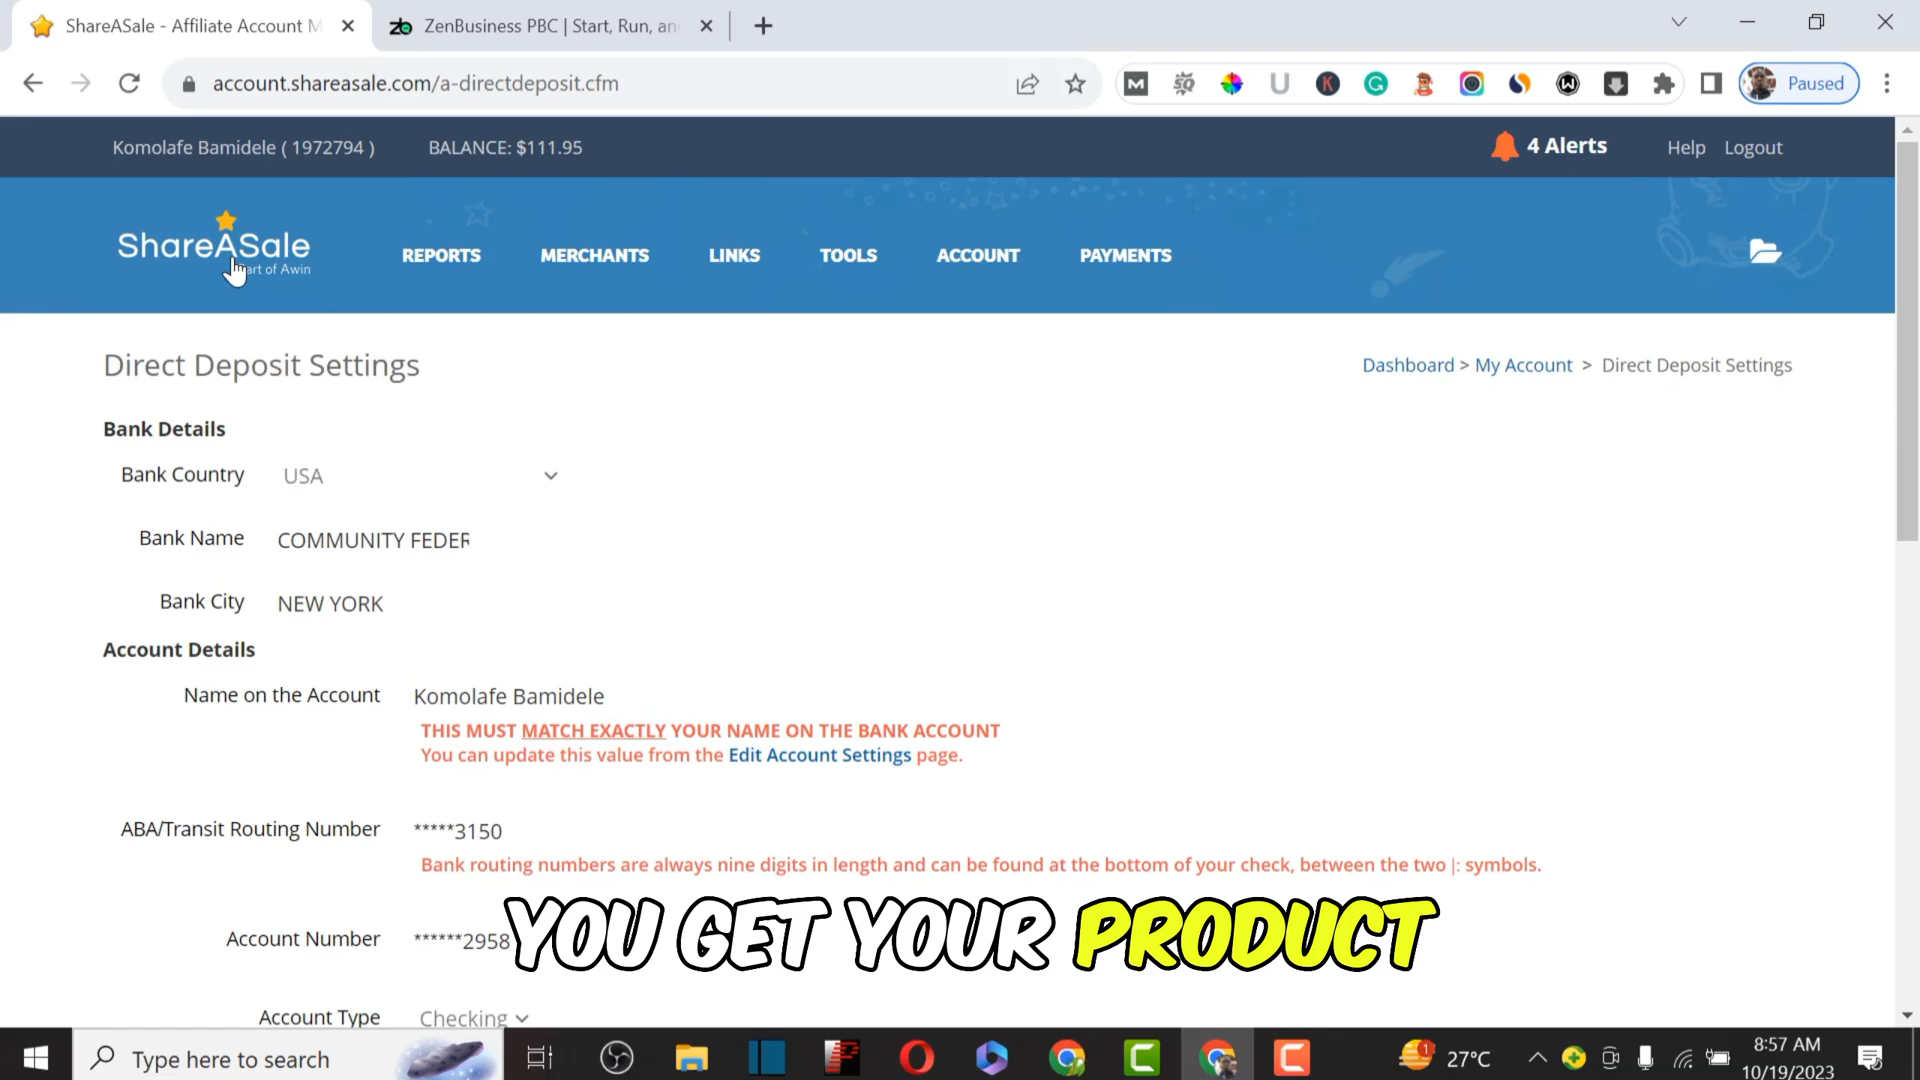 ShareASale - Affiliate Account M
ZenBusiness PBC | Start, Run, an
account.shareasale.com/a-directdeposit.cfm
Paused
Komolafe Bamidele ( 1972794 )
BALANCE: $111.95
4 Alerts
Help
Logout
ShareASale
art of Awin
REPORTS
MERCHANTS
LINKS
TOOLS
ACCOUNT
PAYMENTS
Direct Deposit Settings
Dashboard > My Account > Direct Deposit Settings
Bank Details
Bank Country USA
Bank Name COMMUNITY FEDER
Bank City NEW YORK
Account Details
Name on the Account Komolafe Bamidele
THIS MUST MATCH EXACTLY YOUR NAME ON THE BANK ACCOUNT
You can update this value from the Edit Account Settings page.
ABA/Transit Routing Number *****3150
Bank routing numbers are always nine digits in length and can be found at the bottom of your check, between the two |: symbols.
Account Number ******2958
YOU GET YOUR PRODUCT
Account Type Checking
Type here to search
1
27°C
8:57 AM
10/19/2023